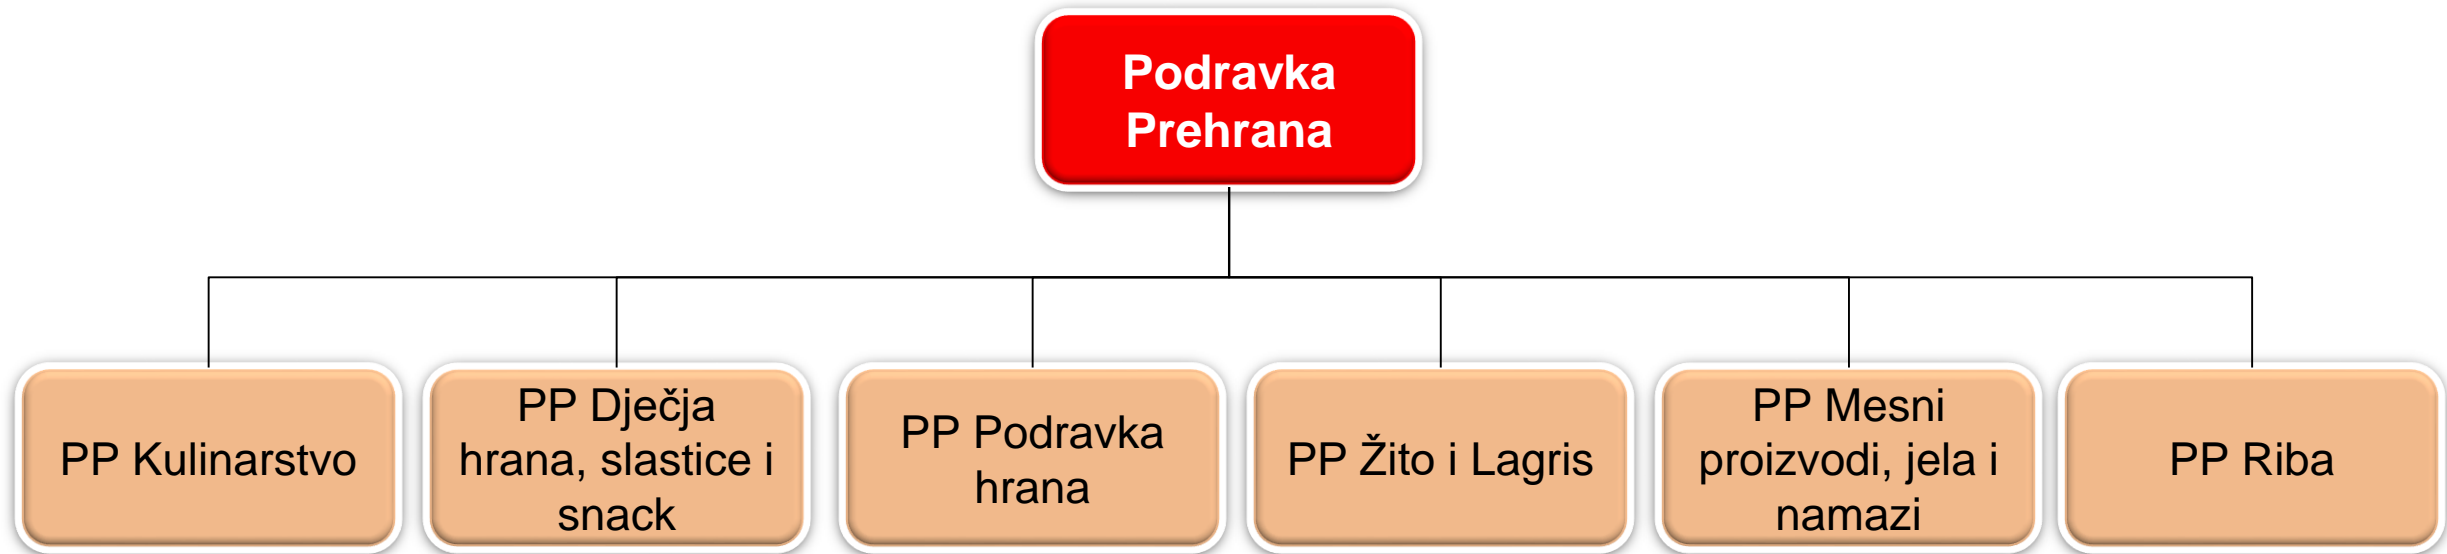 Podravka
Prehrana
PP Kulinarstvo
PP Dječja
hrana, slastice i
snack
PP Podravka
hrana
PP Žito i Lagris
PP Mesni
proizvodi, jela i
namazi
PP Riba